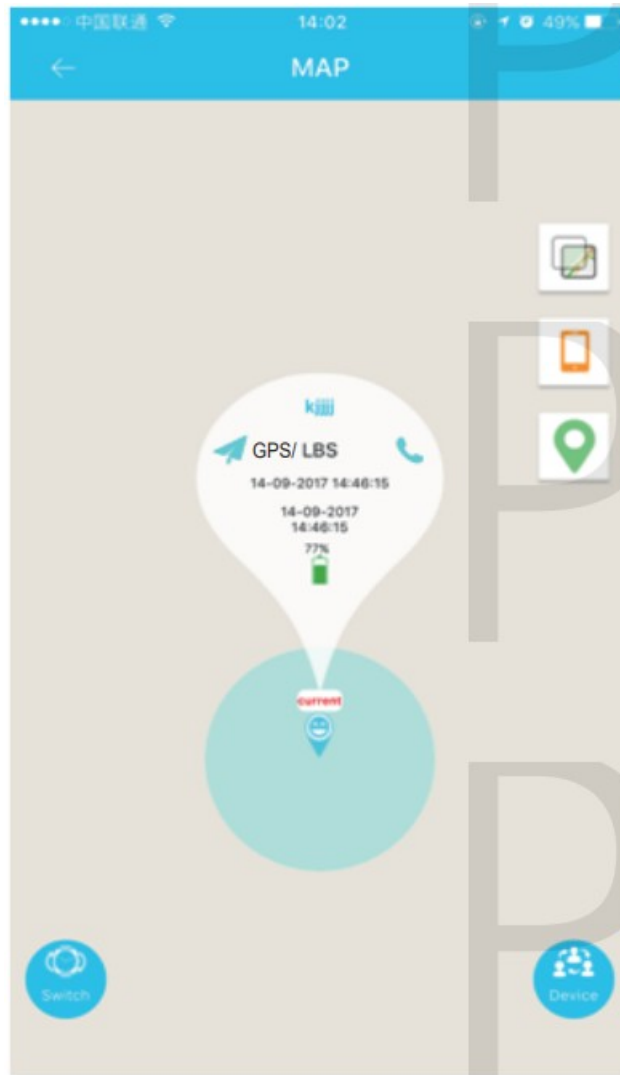 中国联通 14:02 49%
MAP
kjjjj
GPS/ LBS
14-09-2017 14:46:15
14-09-2017
14:46:15
77%
current
Switch
Device
P
P
P